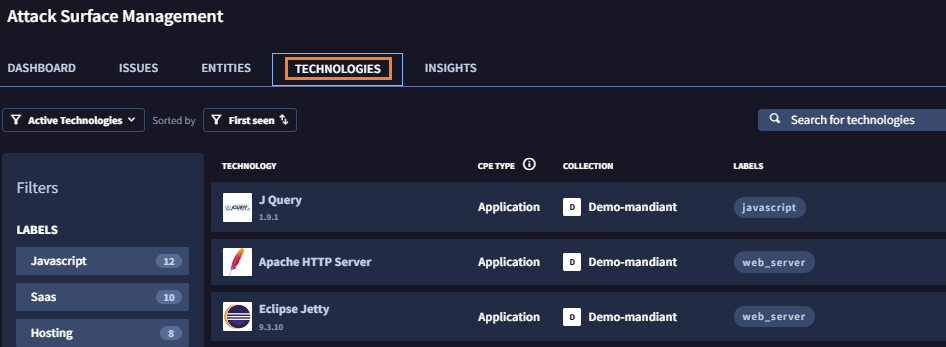 Attack Surface Management
DASHBOARD ISSUES ENTITIES TECHNOLOGIES INSIGHTS
Active Technologies Sorted by First seen Search for technologies
Filters
LABELS
Javascript 12
Saas 10
Hosting 8
TECHNOLOGY CPE TYPE COLLECTION LABELS
J Query
1.9.1
Application D Demo-mandiant javascript
Apache HTTP Server Application D Demo-mandiant web_server
Eclipse Jetty
9.3.10
Application D Demo-mandiant web_server